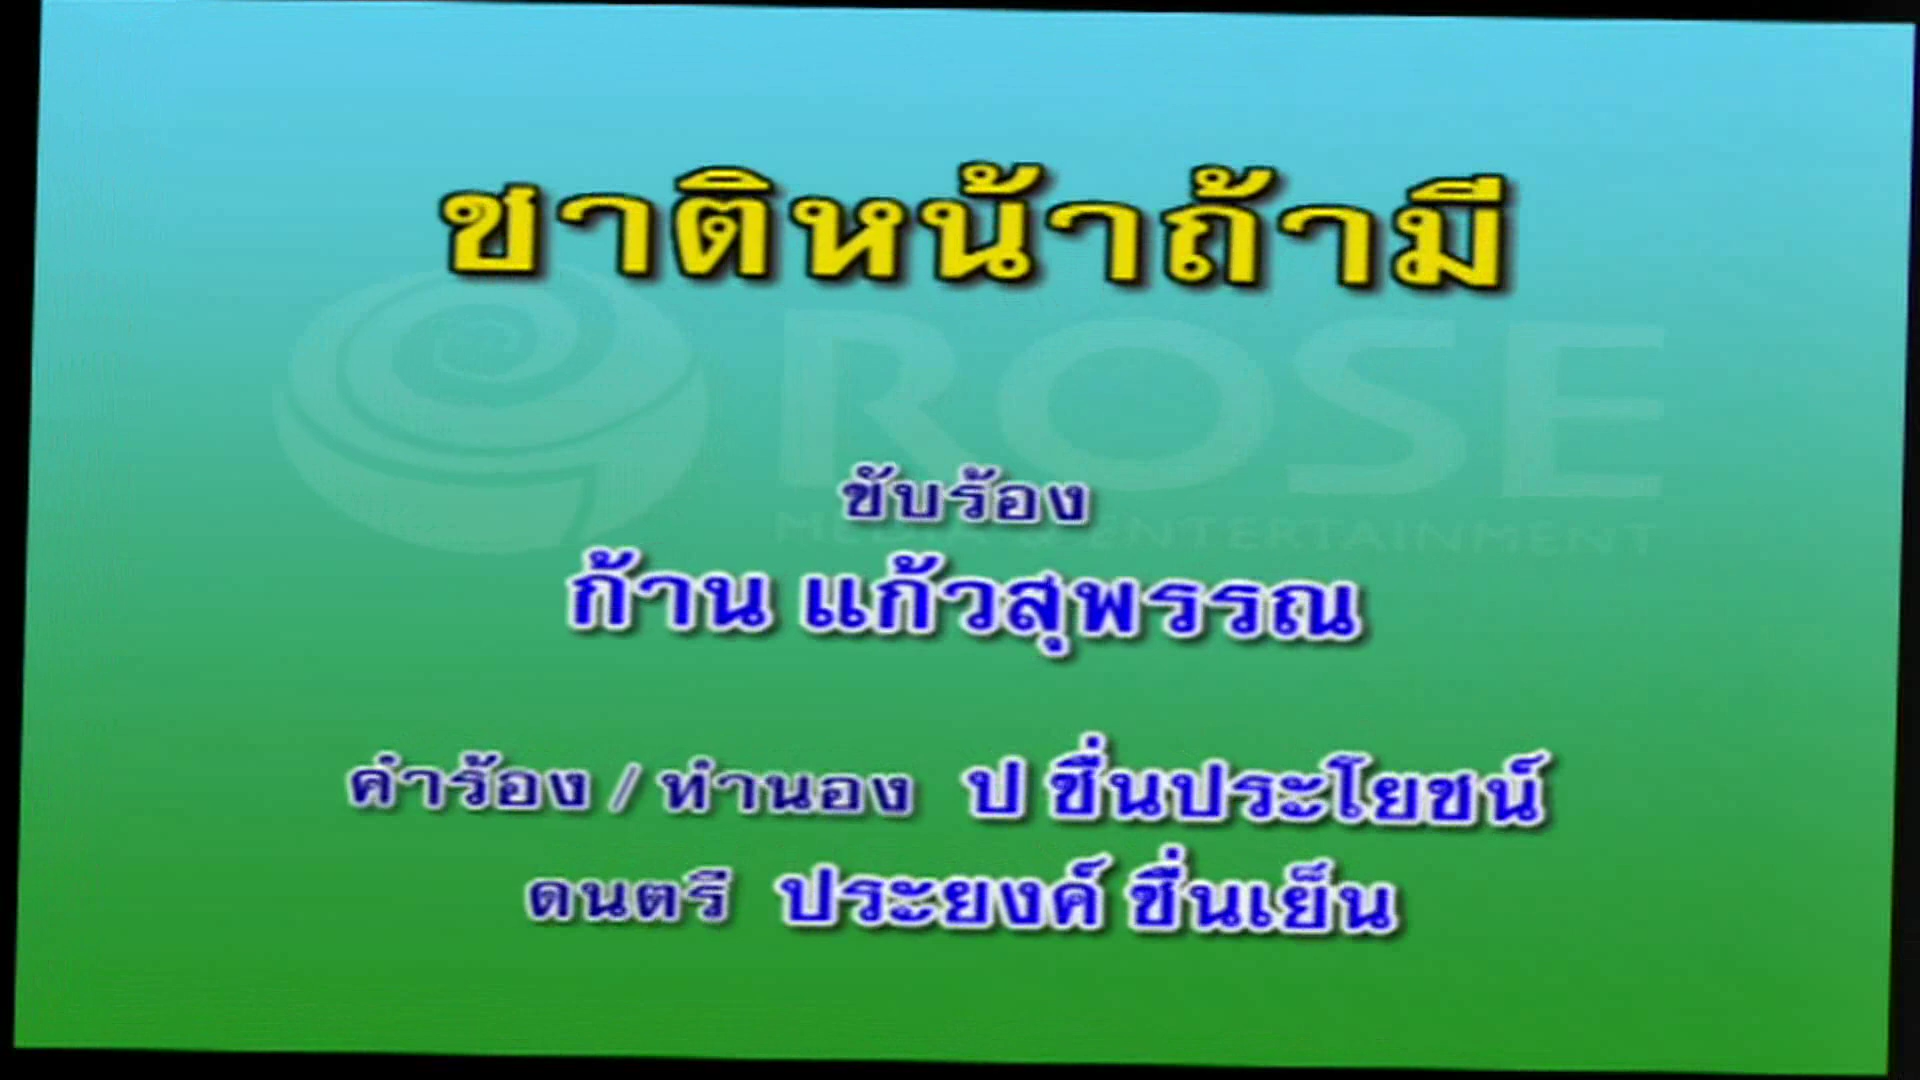 ชาติหน้าถ้ามี
ROSE
MEDIA & ENTERTAINMENT
ขับร้อง
ก้าน แก้วสุพรรณ
คำร้อง / ทำนอง ป ชื่นประโยชน์
ดนตรี ประยงค์ ชื่นเย็น